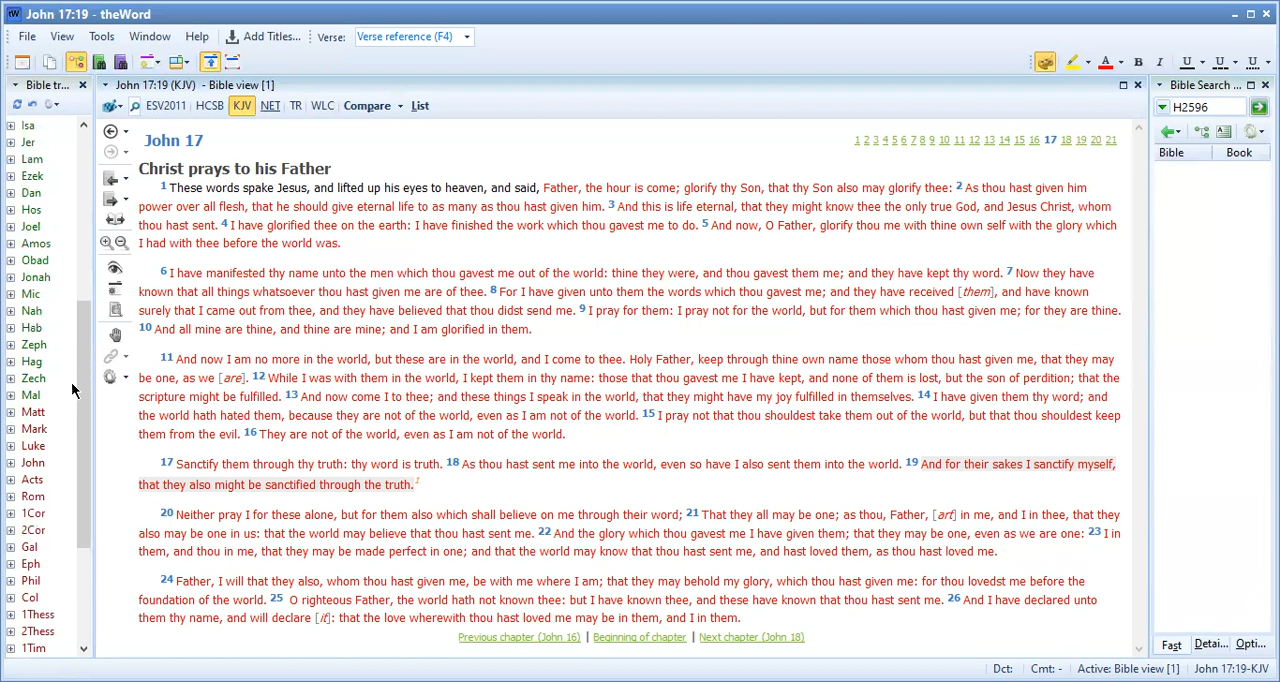 John 17:19 - theWord
File View Tools Window Help Add Titles... Verse: Verse reference (F4)
B I U U U
Bible tr...
Isa
Jer
Lam
Ezek
Dan
Hos
Joel
Amos
Obad
Jonah
Mic
Nah
Hab
Zeph
Hag
Zech
Mal
Matt
Mark
Luke
John
Acts
Rom
1Cor
2Cor
Gal
Eph
Phil
Col
1Thess
2Thess
1Tim
John 17:19 (KJV) - Bible view [1]
ESV2011 HCSB KJV NET TR WLC Compare List
John 17
1 2 3 4 5 6 7 8 9 10 11 12 13 14 15 16 17 18 19 20 21
Christ prays to his Father
1 These words spake Jesus, and lifted up his eyes to heaven, and said, Father, the hour is come; glorify thy Son, that thy Son also may glorify thee: 2 As thou hast given him
power over all flesh, that he should give eternal life to as many as thou hast given him. 3 And this is life eternal, that they might know thee the only true God, and Jesus Christ, whom
thou hast sent. 4 I have glorified thee on the earth: I have finished the work which thou gavest me to do. 5 And now, O Father, glorify thou me with thine own self with the glory which
I had with thee before the world was.
6 I have manifested thy name unto the men which thou gavest me out of the world: thine they were, and thou gavest them me; and they have kept thy word. 7 Now they have
known that all things whatsoever thou hast given me are of thee. 8 For I have given unto them the words which thou gavest me; and they have received [them], and have known
surely that I came out from thee, and they have believed that thou didst send me. 9 I pray for them: I pray not for the world, but for them which thou hast given me; for they are thine.
10 And all mine are thine, and thine are mine; and I am glorified in them.
11 And now I am no more in the world, but these are in the world, and I come to thee. Holy Father, keep through thine own name those whom thou hast given me, that they may
be one, as we [are]. 12 While I was with them in the world, I kept them in thy name: those that thou gavest me I have kept, and none of them is lost, but the son of perdition; that the
scripture might be fulfilled. 13 And now come I to thee; and these things I speak in the world, that they might have my joy fulfilled in themselves. 14 I have given them thy word; and
the world hath hated them, because they are not of the world, even as I am not of the world. 15 I pray not that thou shouldest take them out of the world, but that thou shouldest keep
them from the evil. 16 They are not of the world, even as I am not of the world.
17 Sanctify them through thy truth: thy word is truth. 18 As thou hast sent me into the world, even so have I also sent them into the world. 19 And for their sakes I sanctify myself,
that they also might be sanctified through the truth.
20 Neither pray I for these alone, but for them also which shall believe on me through their word; 21 That they all may be one; as thou, Father, [art] in me, and I in thee, that they
also may be one in us: that the world may believe that thou hast sent me. 22 And the glory which thou gavest me I have given them; that they may be one, even as we are one: 23 I in
them, and thou in me, that they may be made perfect in one; and that the world may know that thou hast sent me, and hast loved them, as thou hast loved me.
24 Father, I will that they also, whom thou hast given me, be with me where I am; that they may behold my glory, which thou hast given me: for thou lovedst me before the
foundation of the world. 25 O righteous Father, the world hath not known thee: but I have known thee, and these have known that thou hast sent me. 26 And I have declared unto
them thy name, and will declare [it]: that the love wherewith thou hast loved me may be in them, and I in them.
Previous chapter (John 16) | Beginning of chapter | Next chapter (John 18)
Bible Search ...
H2596
Bible Book
Fast Detai... Opti...
Dct: Cmt: - Active: Bible view [1] John 17:19-KJV